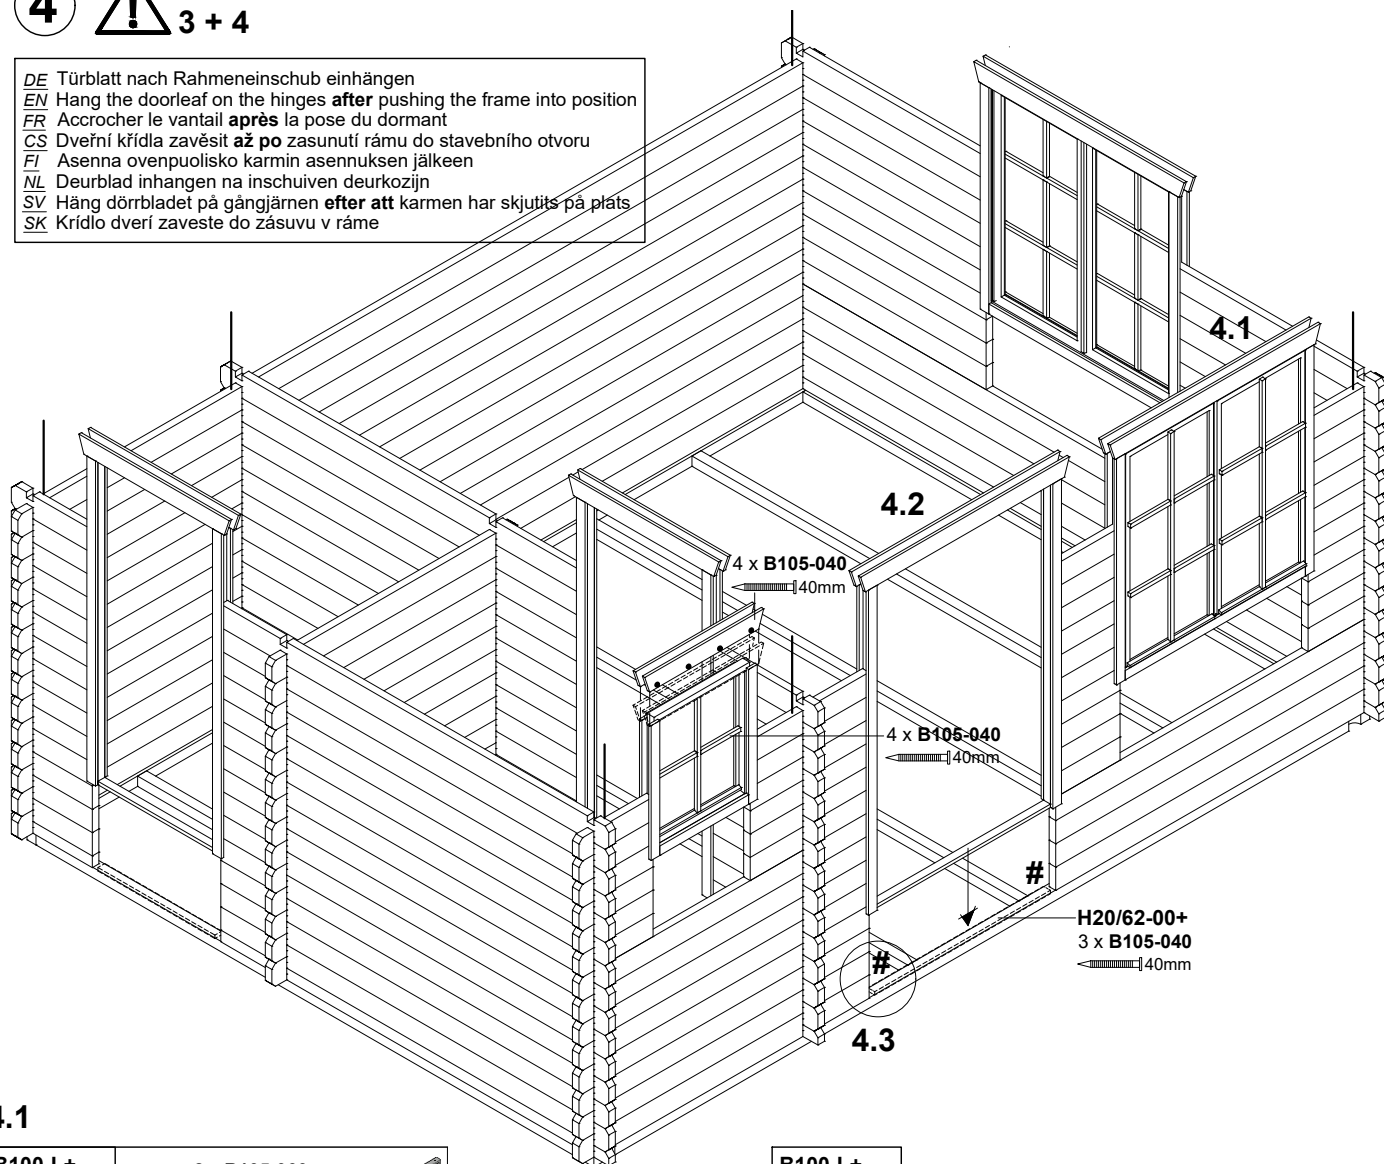 4
3 + 4
DE Türblatt nach Rahmeneinschub einhängen
EN Hang the doorleaf on the hinges after pushing the frame into position
FR Accrocher le vantail après la pose du dormant
CS Dveřní křídla zavěsit až po zasunutí rámu do stavebního otvoru
FI Asenna ovenpuolisko karmin asennuksen jälkeen
NL Deurblad inhangen na inschuiven deurkozijn
SV Häng dörrbladet på gångjärnen efter att karmen har skjutits på plats
SK Krídlo dverí zaveste do zásuvu v ráme
4.1
4.2
4 x B105-040
40mm
4 x B105-040
40mm
#
H20/62-00+
3 x B105-040
40mm
#
4.3
4.1
B100-L+
B100-L+